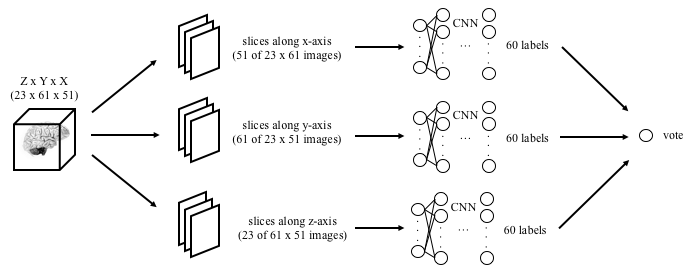 Z x Y x X
(23 x 61 x 51)
slices along x-axis
(51 of 23 x 61 images)
CNN
60 labels
slices along y-axis
(61 of 23 x 51 images)
CNN
60 labels
vote
slices along z-axis
(23 of 61 x 51 images)
CNN
60 labels